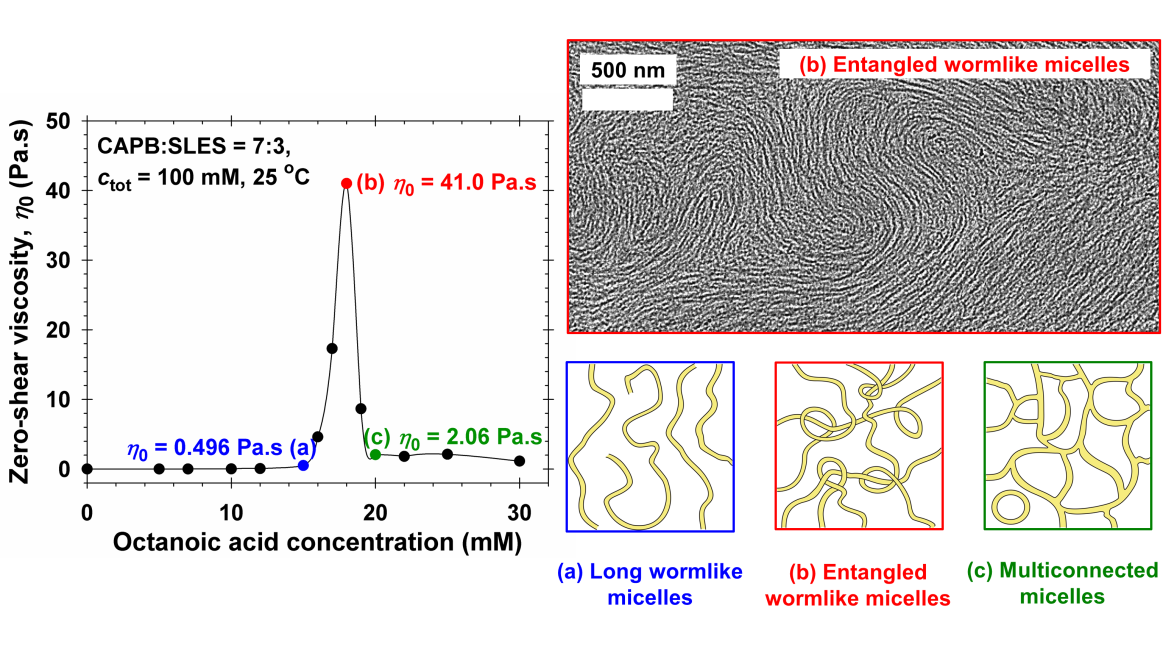 Zero-shear viscosity, η0 (Pa.s)
50
40
30
20
10
0
CAPB:SLES = 7:3,
ctot = 100 mM, 25 °C
(b) η0 = 41.0 Pa.s
η0 = 0.496 Pa.s (a)
(c) η0 = 2.06 Pa.s
0 10 20 30
Octanoic acid concentration (mM)
500 nm
(b) Entangled wormlike micelles
(a) Long wormlike
micelles
(b) Entangled
wormlike micelles
(c) Multiconnected
micelles